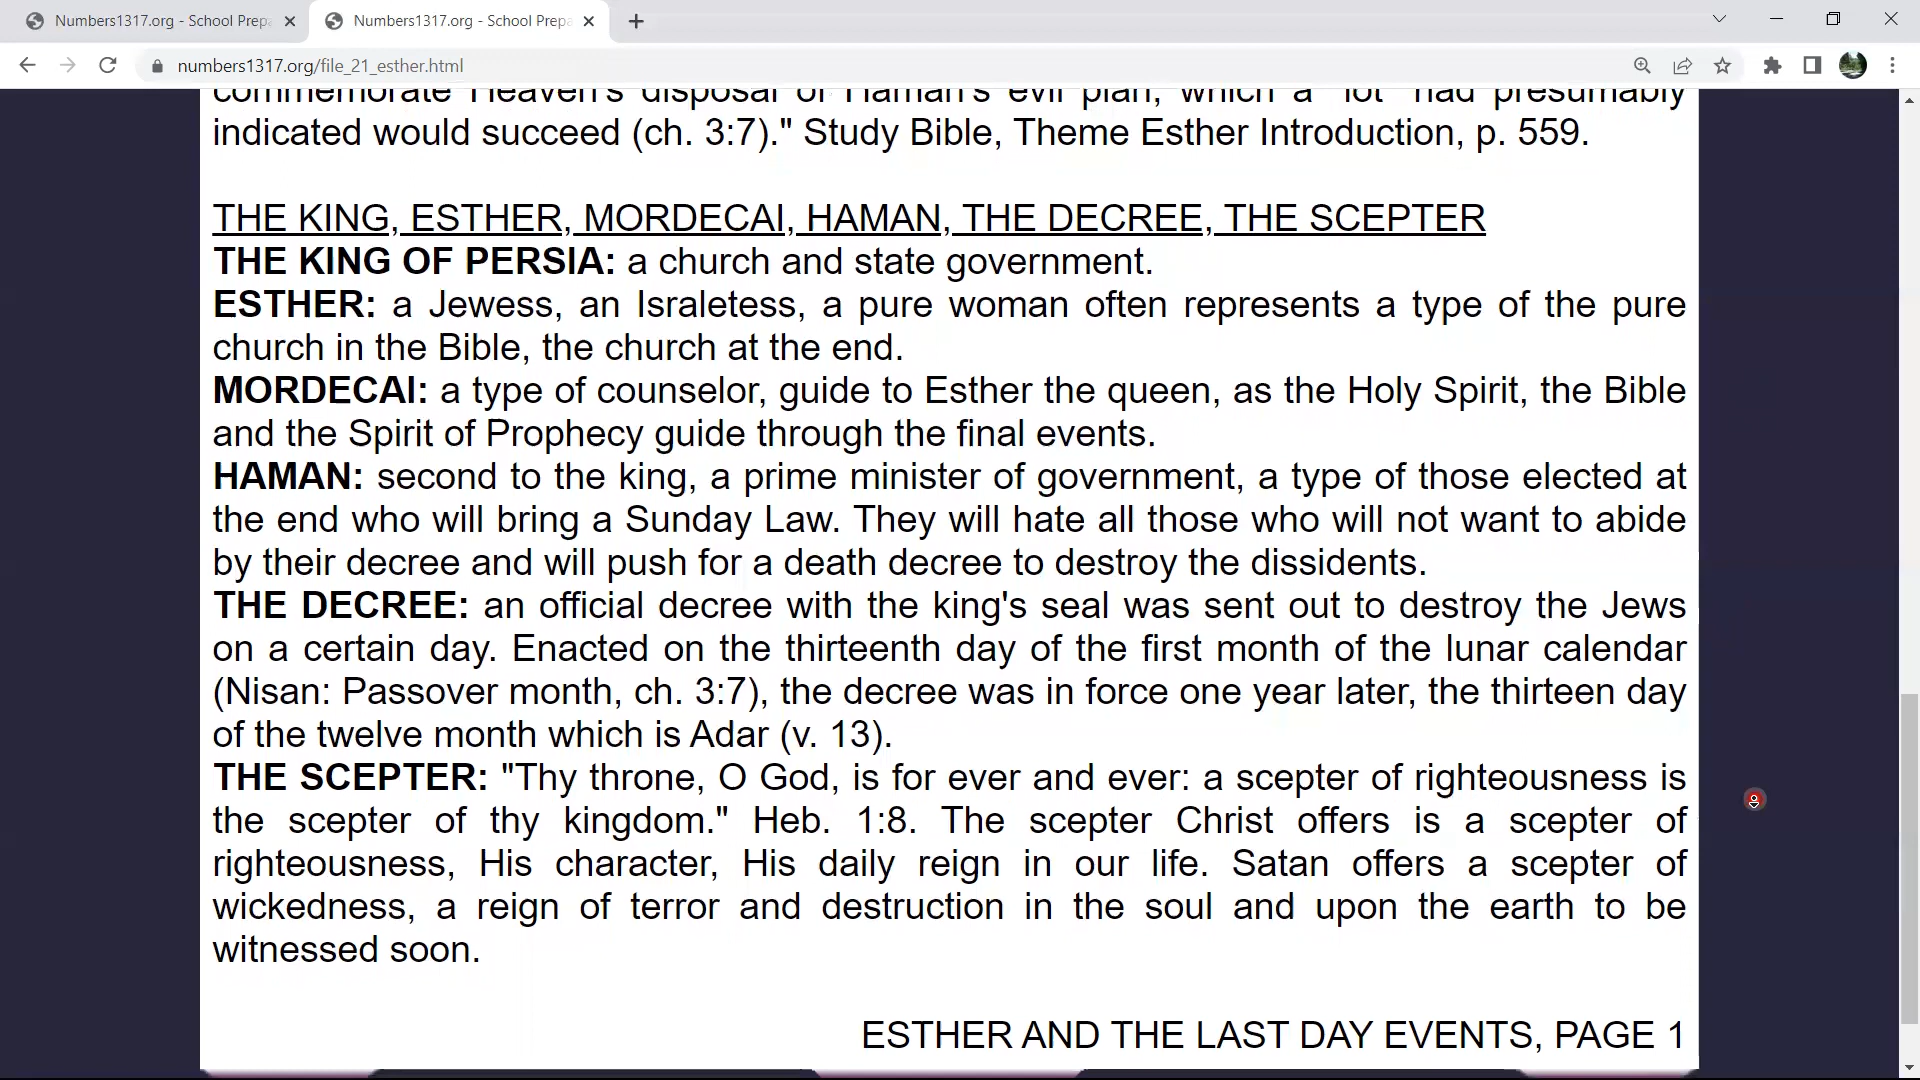 Numbers1317.org - School Prepa
Numbers1317.org - School Prepa
numbers1317.org/file_21_esther.html
commemorate Heaven's disposal of Haman's evil plan, which a "lot" had presumably
indicated would succeed (ch. 3:7)." Study Bible, Theme Esther Introduction, p. 559.
THE KING, ESTHER, MORDECAI, HAMAN, THE DECREE, THE SCEPTER
THE KING OF PERSIA: a church and state government.
ESTHER: a Jewess, an Israletess, a pure woman often represents a type of the pure
church in the Bible, the church at the end.
MORDECAI: a type of counselor, guide to Esther the queen, as the Holy Spirit, the Bible
and the Spirit of Prophecy guide through the final events.
HAMAN: second to the king, a prime minister of government, a type of those elected at
the end who will bring a Sunday Law. They will hate all those who will not want to abide
by their decree and will push for a death decree to destroy the dissidents.
THE DECREE: an official decree with the king's seal was sent out to destroy the Jews
on a certain day. Enacted on the thirteenth day of the first month of the lunar calendar
(Nisan: Passover month, ch. 3:7), the decree was in force one year later, the thirteen day
of the twelve month which is Adar (v. 13).
THE SCEPTER: "Thy throne, O God, is for ever and ever: a scepter of righteousness is
the scepter of thy kingdom." Heb. 1:8. The scepter Christ offers is a scepter of
righteousness, His character, His daily reign in our life. Satan offers a scepter of
wickedness, a reign of terror and destruction in the soul and upon the earth to be
witnessed soon.
ESTHER AND THE LAST DAY EVENTS, PAGE 1